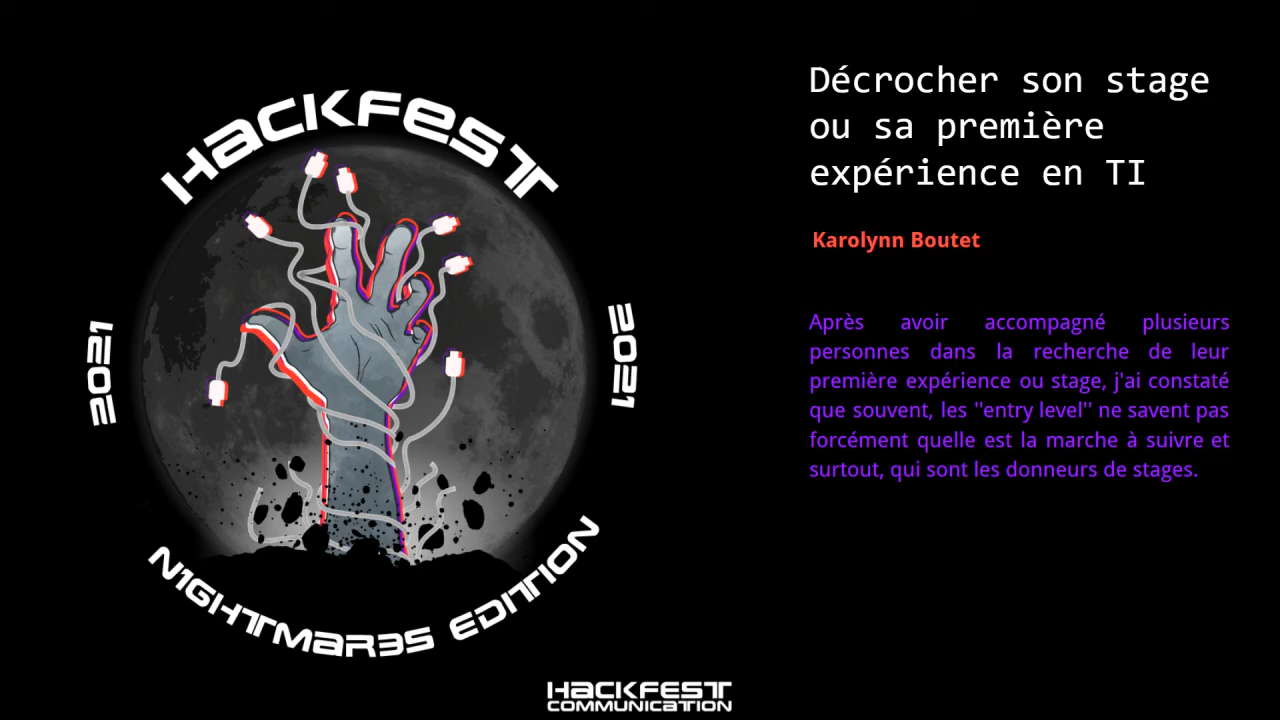 HACKFEST
2021
2021
N1GHTMAR3S EDITION
HACKFEST
COMMUNICATION
Décrocher son stage
ou sa première
expérience en TI
Karolynn Boutet
Après avoir accompagné plusieurs
personnes dans la recherche de leur
première expérience ou stage, j'ai constaté
que souvent, les "entry level" ne savent pas
forcément quelle est la marche à suivre et
surtout, qui sont les donneurs de stages.